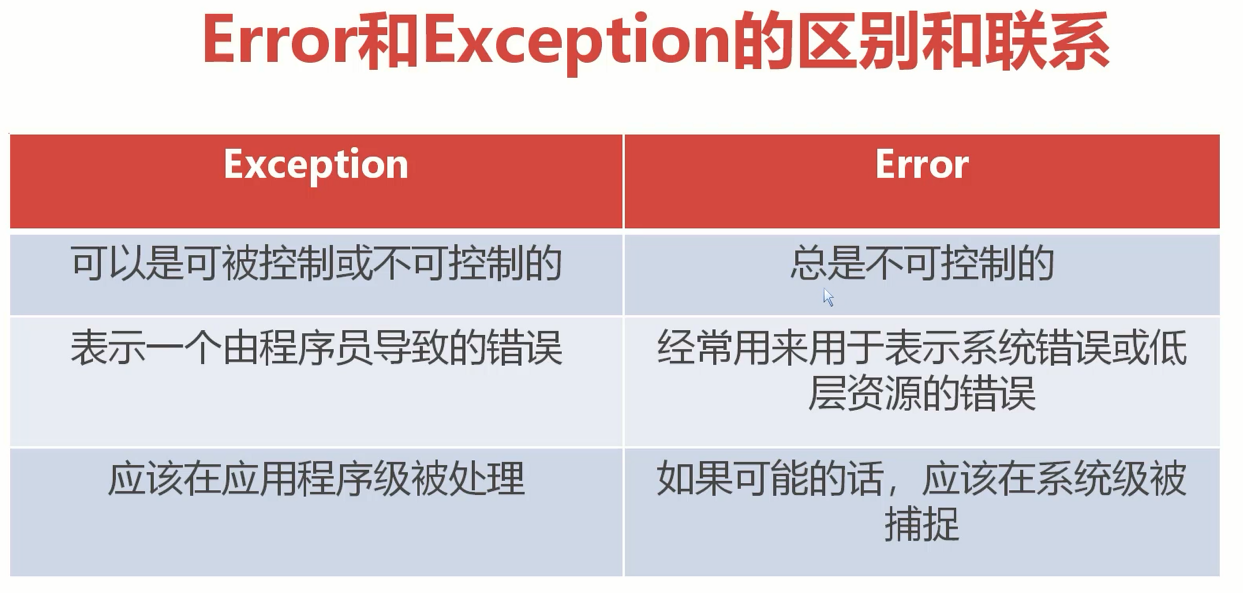 Error和Exception的区别和联系
Exception
Error
可以是可被控制或不可控制的
总是不可控制的
表示一个由程序员导致的错误
经常用来用于表示系统错误或低
层资源的错误
应该在应用程序级被处理
如果可能的话，应该在系统级被
捕捉